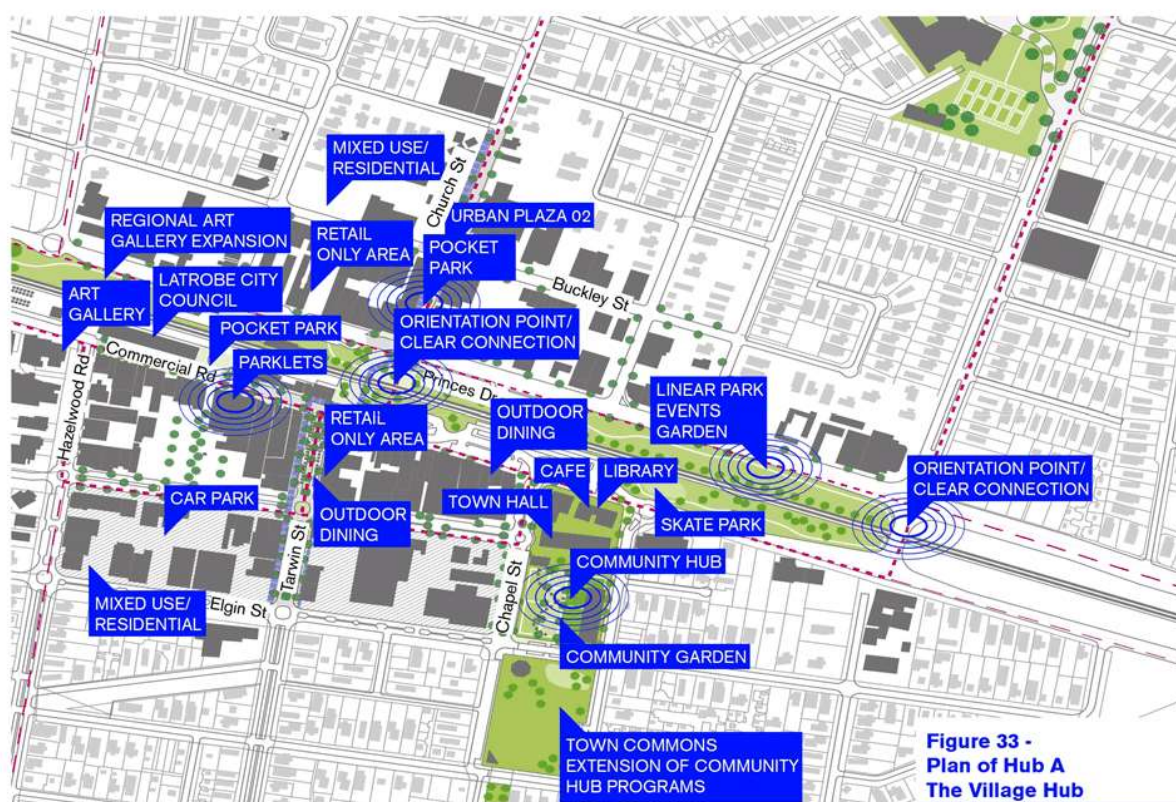 MIXED USE/
RESIDENTIAL
Church St
URBAN PLAZA 02
REGIONAL ART
GALLERY EXPANSION
RETAIL
ONLY AREA
POCKET
PARK
LATROBE CITY
COUNCIL
Buckley St
ART
GALLERY
POCKET PARK
ORIENTATION POINT/
CLEAR CONNECTION
Commercial Rd
PARKLETS
Princes Dr
Hazelwood Rd
RETAIL
ONLY AREA
OUTDOOR
DINING
LINEAR PARK
EVENTS
GARDEN
CAFE
LIBRARY
ORIENTATION POINT/
CLEAR CONNECTION
CAR PARK
TOWN HALL
OUTDOOR
DINING
SKATE PARK
Tarwin St
COMMUNITY HUB
Chapel St
MIXED USE/
RESIDENTIAL
Elgin St
COMMUNITY GARDEN
TOWN COMMONS
EXTENSION OF COMMUNITY
HUB PROGRAMS
Figure 33 -
Plan of Hub A
The Village Hub